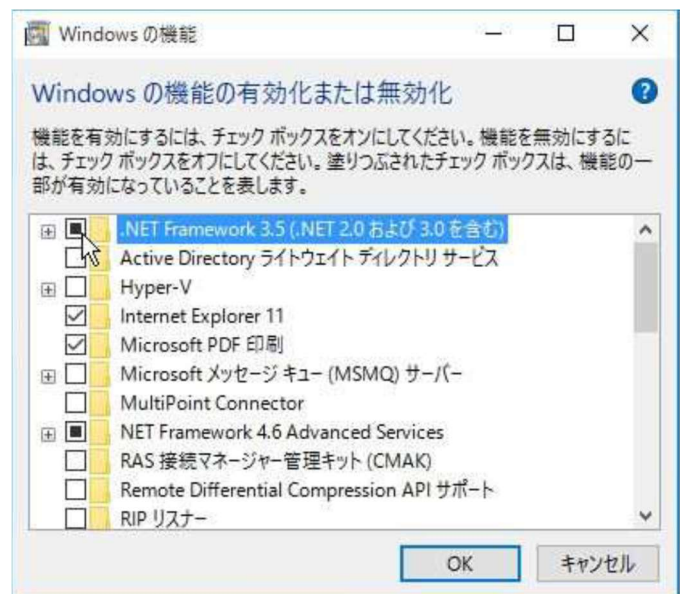 Windows の機能
Windows の機能の有効化または無効化
機能を有効にするには、チェック ボックスをオンにしてください。機能を無効にするに
は、チェック ボックスをオフにしてください。塗りつぶされたチェック ボックスは、機能の一
部が有効になっていることを表します。
.NET Framework 3.5 (.NET 2.0 および 3.0 を含む)
Active Directory ライトウェイト ディレクトリ サービス
Hyper-V
Internet Explorer 11
Microsoft PDF 印刷
Microsoft メッセージ キュー (MSMQ) サーバー
MultiPoint Connector
NET Framework 4.6 Advanced Services
RAS 接続マネージャー管理キット (CMAK)
Remote Differential Compression API サポート
RIP リスナー
OK キャンセル